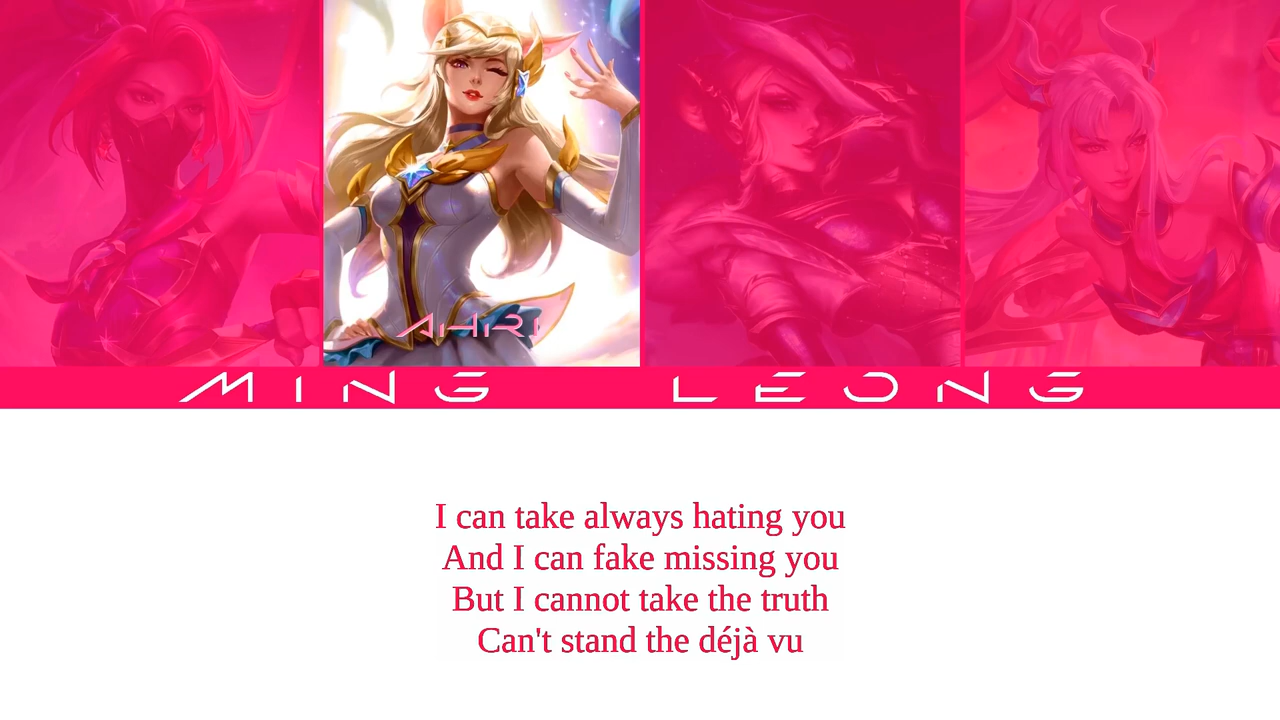 AHRI
MING LEONG
I can take always hating you
And I can fake missing you
But I cannot take the truth
Can't stand the déjà vu